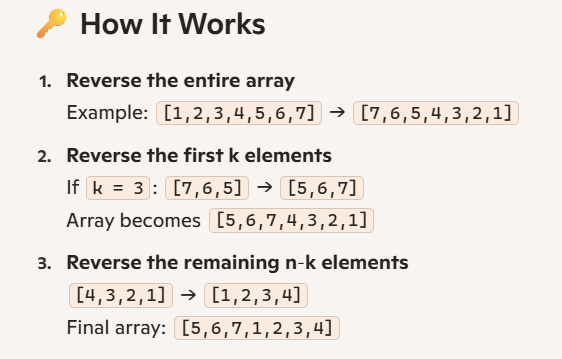 🔑 How It Works
1. Reverse the entire array
Example: [1,2,3,4,5,6,7] → [7,6,5,4,3,2,1]
2. Reverse the first k elements
If k = 3: [7,6,5] → [5,6,7]
Array becomes [5,6,7,4,3,2,1]
3. Reverse the remaining n-k elements
[4,3,2,1] → [1,2,3,4]
Final array: [5,6,7,1,2,3,4]